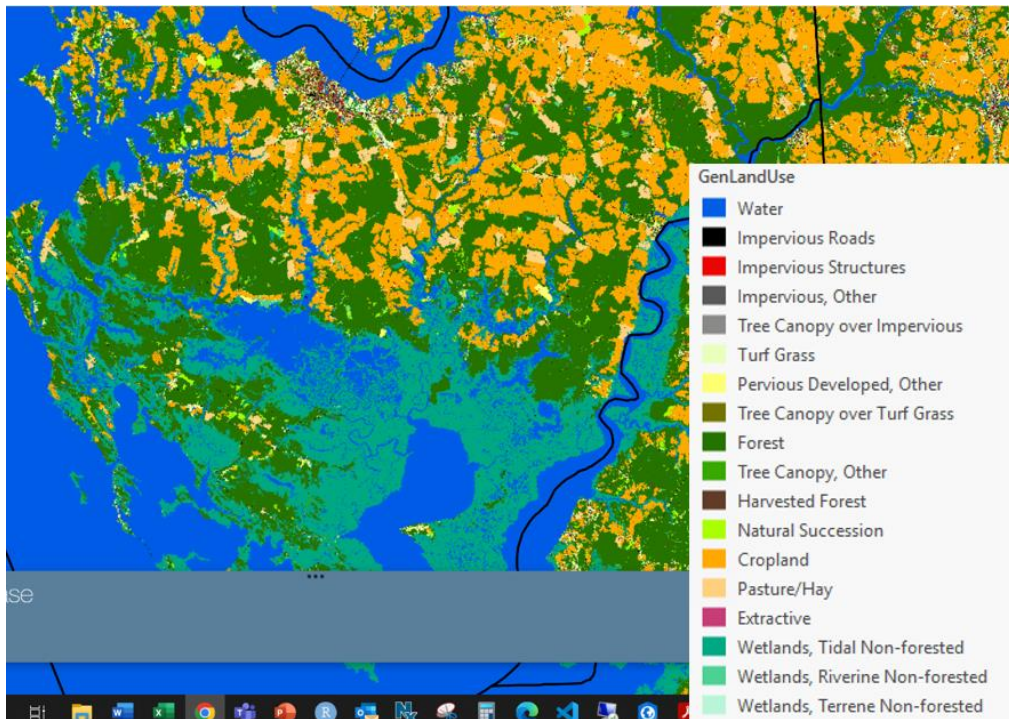 GenLandUse
Water
Impervious Roads
Impervious Structures
Impervious, Other
Tree Canopy over Impervious
Turf Grass
Pervious Developed, Other
Tree Canopy over Turf Grass
Forest
Tree Canopy, Other
Harvested Forest
Natural Succession
Cropland
Pasture/Hay
Extractive
Wetlands, Tidal Non-forested
Wetlands, Riverine Non-forested
Wetlands, Terrene Non-forested